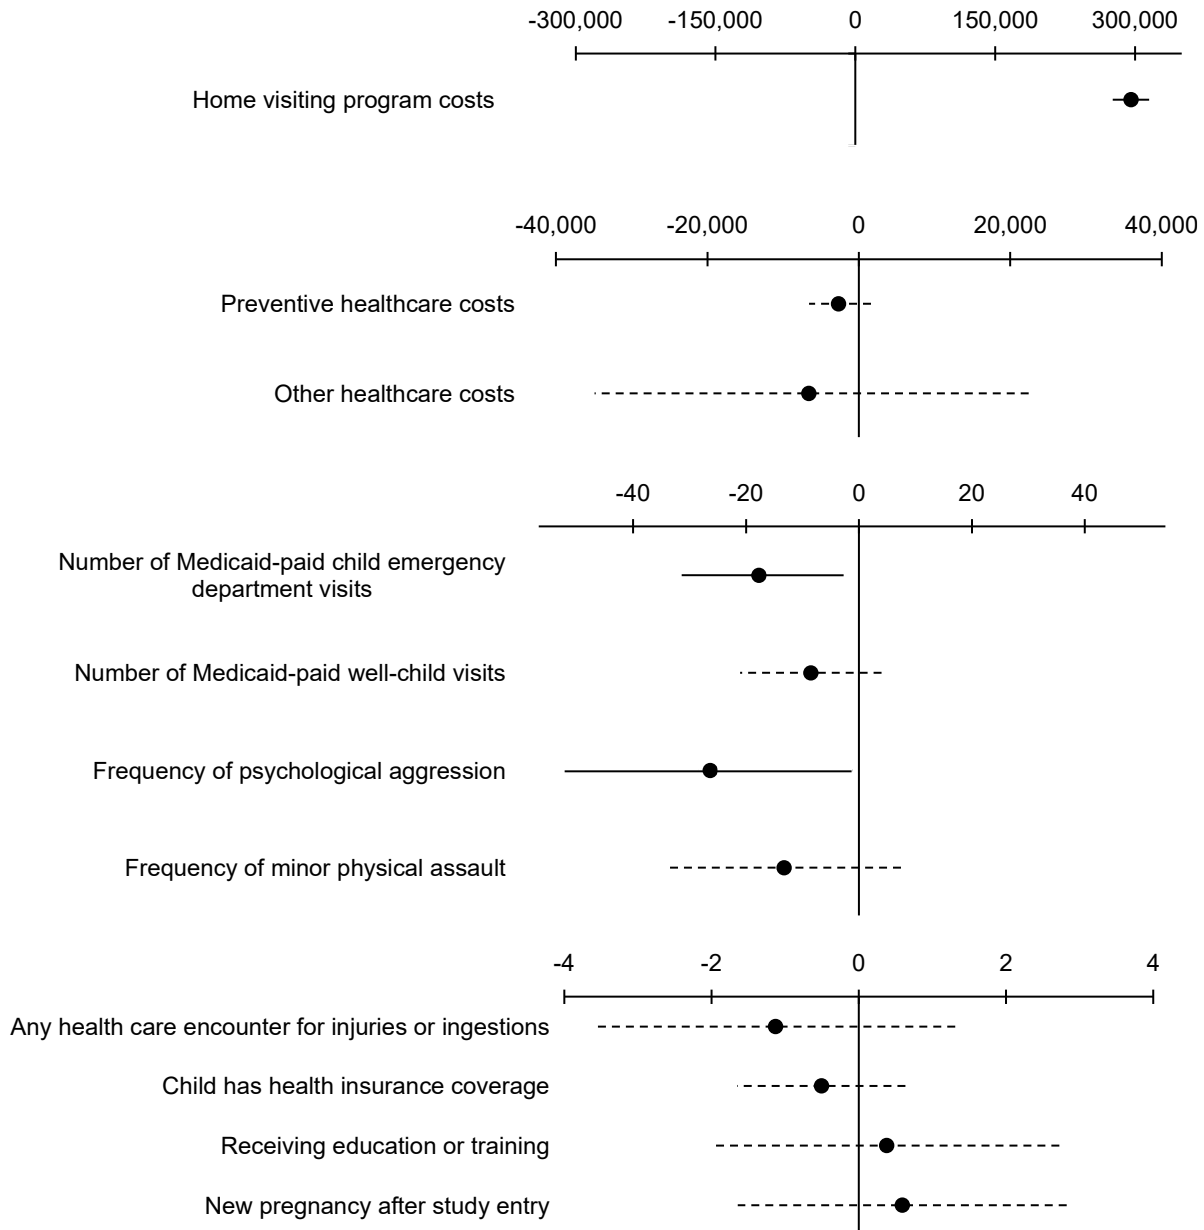 -300,000 -150,000 0 150,000 300,000
Home visiting program costs
-40,000 -20,000 0 20,000 40,000
Preventive healthcare costs
Other healthcare costs
-40 -20 0 20 40
Number of Medicaid-paid child emergency
department visits
Number of Medicaid-paid well-child visits
Frequency of psychological aggression
Frequency of minor physical assault
-4 -2 0 2 4
Any health care encounter for injuries or ingestions
Child has health insurance coverage
Receiving education or training
New pregnancy after study entry